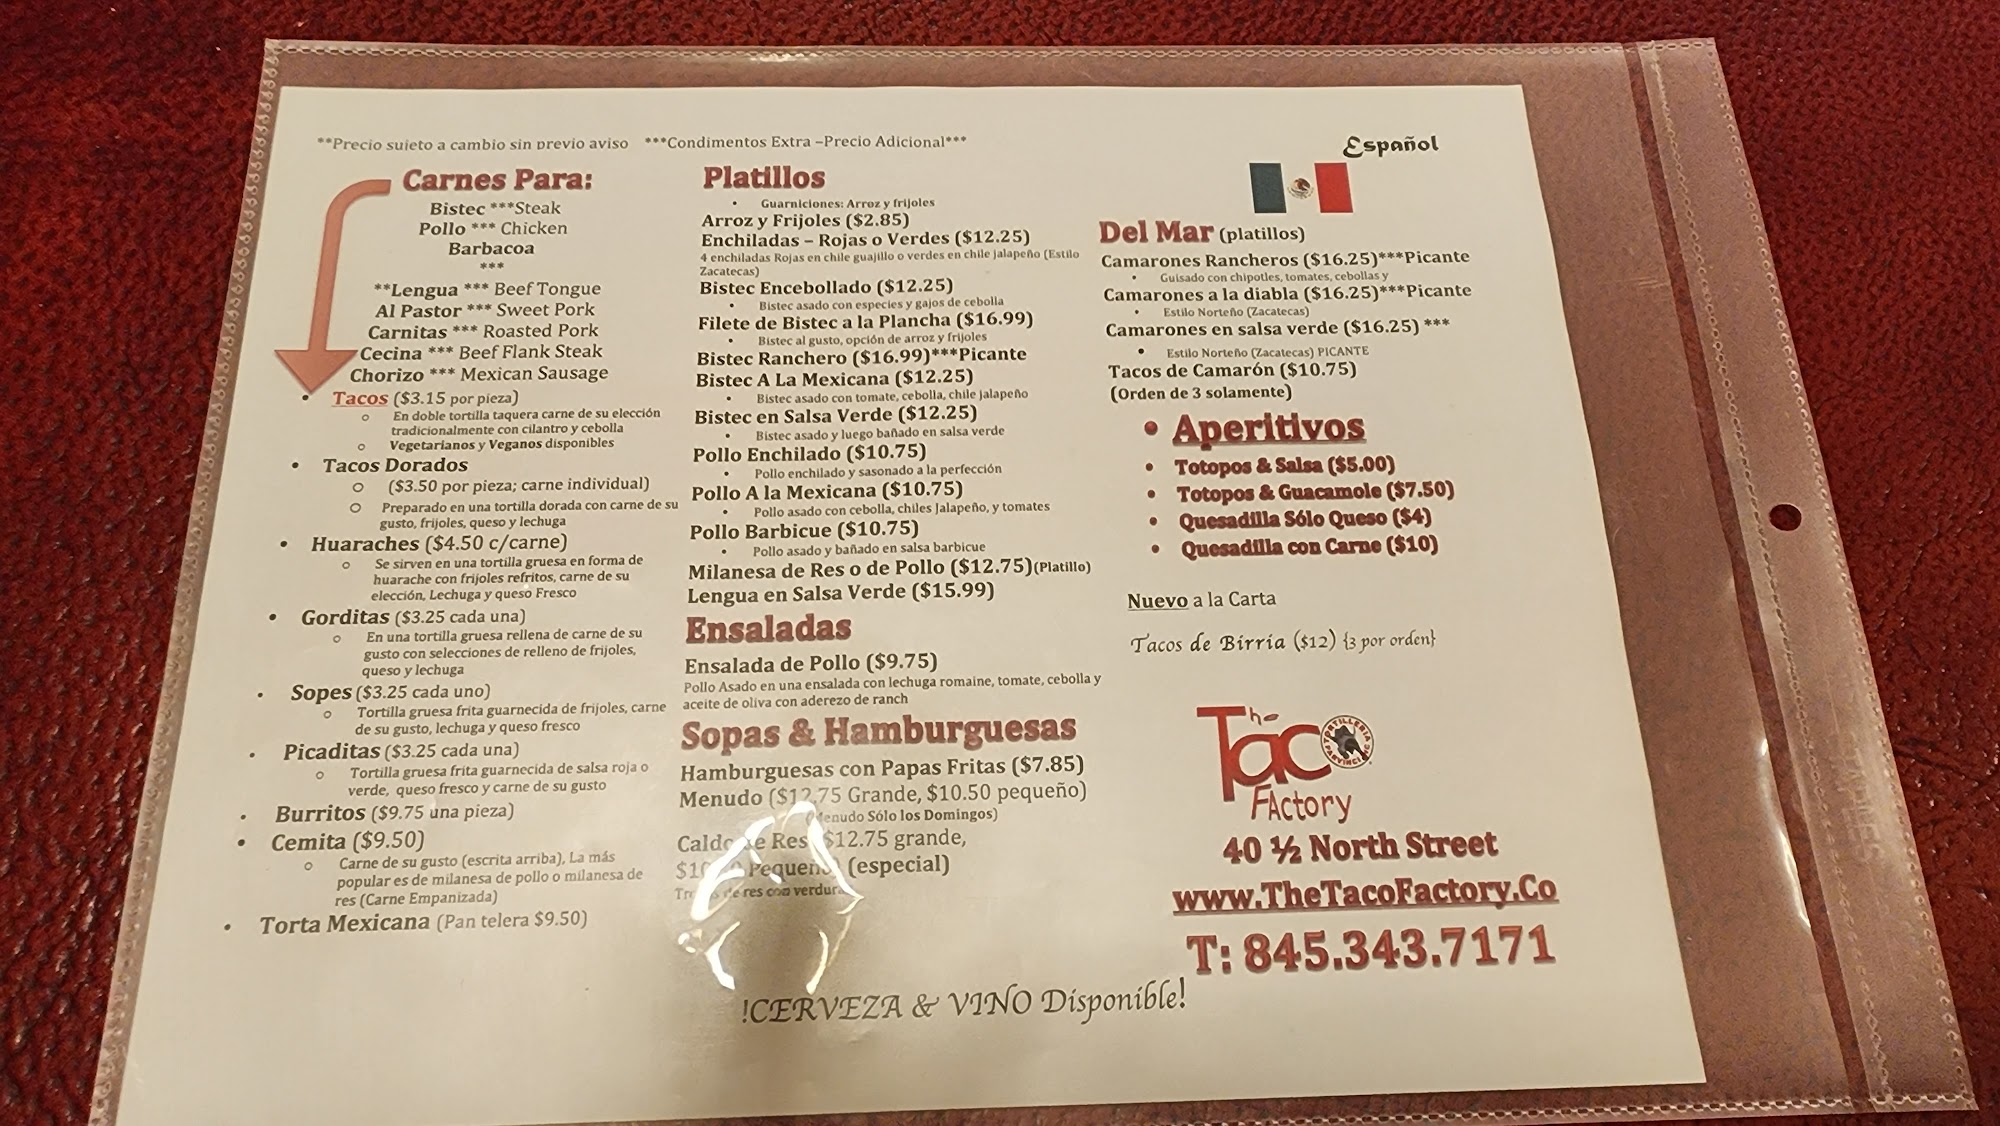 **Precio sujeto a cambio sin previo aviso ***Condimentos Extra –Precio Adicional***
Español
Carnes Para:
Bistec ***Steak
Pollo *** Chicken
Barbacoa
***
**Lengua *** Beef Tongue
Al Pastor *** Sweet Pork
Carnitas *** Roasted Pork
Cecina *** Beef Flank Steak
Chorizo *** Mexican Sausage
• Tacos ($3.15 por pieza)
o En doble tortilla taquera carne de su elección
tradicionalmente con cilantro y cebolla
o Vegetarianos y Veganos disponibles
• Tacos Dorados
o ($3.50 por pieza; carne individual)
o Preparado en una tortilla dorada con carne de su
gusto, frijoles, queso y lechuga
• Huaraches ($4.50 c/carne)
o Se sirven en una tortilla gruesa en forma de
huarache con frijoles refritos, carne de su
elección, Lechuga y queso Fresco
• Gorditas ($3.25 cada una)
o En una tortilla gruesa rellena de carne de su
gusto con selecciones de relleno de frijoles,
queso y lechuga
• Sopes ($3.25 cada uno)
o Tortilla gruesa frita guarnecida de frijoles, carne
de su gusto, lechuga y queso fresco
• Picaditas ($3.25 cada una)
o Tortilla gruesa frita guarnecida de salsa roja o
verde, queso fresco y carne de su gusto
• Burritos ($9.75 una pieza)
• Cemita ($9.50)
o Carne de su gusto (escrita arriba), La más
popular es de milanesa de pollo o milanesa de
res (Carne Empanizada)
• Torta Mexicana (Pan telera $9.50)
Platillos
• Guarniciones: Arroz y frijoles
Arroz y Frijoles ($2.85)
Enchiladas – Rojas o Verdes ($12.25)
4 enchiladas Rojas en chile guajillo o verdes en chile jalapeño (Estilo
Zacatecas)
Bistec Encebollado ($12.25)
• Bistec asado con especies y gajos de cebolla
Filete de Bistec a la Plancha ($16.99)
• Bistec al gusto, opción de arroz y frijoles
Bistec Ranchero ($16.99)***Picante
Bistec A La Mexicana ($12.25)
• Bistec asado con tomate, cebolla, chile jalapeño
Bistec en Salsa Verde ($12.25)
• Bistec asado y luego bañado en salsa verde
Pollo Enchilado ($10.75)
• Pollo enchilado y sasonado a la perfección
Pollo A la Mexicana ($10.75)
• Pollo asado con cebolla, chiles Jalapeño, y tomates
Pollo Barbicue ($10.75)
• Pollo asado y bañado en salsa barbicue
Milanesa de Res o de Pollo ($12.75)(Platillo)
Lengua en Salsa Verde ($15.99)
Ensaladas
Ensalada de Pollo ($9.75)
Pollo Asado en una ensalada con lechuga romaine, tomate, cebolla y
aceite de oliva con aderezo de ranch
Sopas & Hamburguesas
Hamburguesas con Papas Fritas ($7.85)
Menudo ($12.75 Grande, $10.50 pequeño)
(Menudo Sólo los Domingos)
Caldo de Res $12.75 grande,
Pequeño (especial)
de res con verdura
Del Mar (platillos)
Camarones Rancheros ($16.25)***Picante
• Guisado con chipotles, tomates, cebollas y
Camarones a la diabla ($16.25)***Picante
• Estilo Norteño (Zacatecas)
Camarones en salsa verde ($16.25) ***
• Estilo Norteño (Zacatecas) PICANTE
Tacos de Camarón ($10.75)
(Orden de 3 solamente)
• Aperitivos
• Totopos & Salsa ($5.00)
• Totopos & Guacamole ($7.50)
• Quesadilla Sólo Queso ($4)
• Quesadilla con Carne ($10)
Nuevo a la Carta
Tacos de Birria ($12) {3 por orden}
The Taco Factory
40 ½ North Street
www.TheTacoFactory.Co
T: 845.343.7171
!CERVEZA & VINO Disponible!